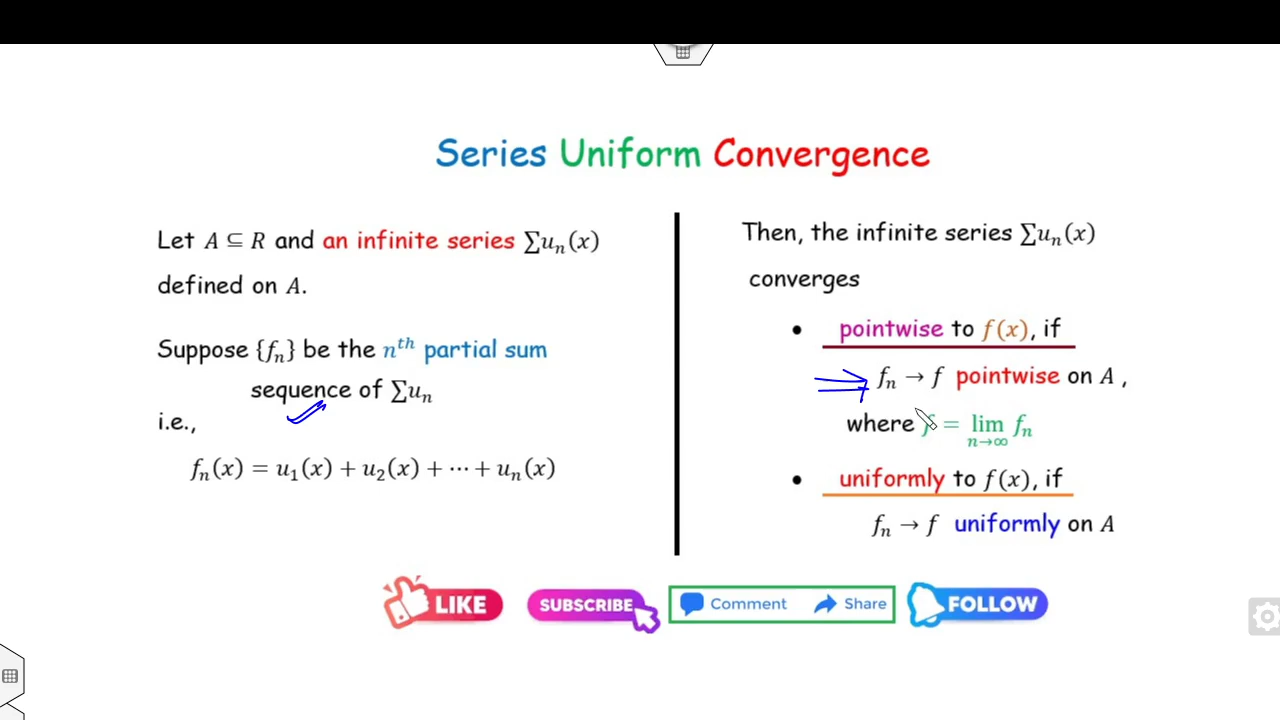 Series Uniform Convergence
Let A ⊆ R and an infinite series ∑uₙ(x)
defined on A.
Suppose {fₙ} be the nᵗʰ partial sum
sequence of ∑uₙ
i.e.,
fₙ(x) = u₁(x) + u₂(x) + ⋯ + uₙ(x)
Then, the infinite series ∑uₙ(x)
converges
• pointwise to f(x), if
fₙ → f pointwise on A ,
where f = lim fₙ
n→∞
• uniformly to f(x), if
fₙ → f uniformly on A
LIKE
SUBSCRIBE
Comment
Share
FOLLOW